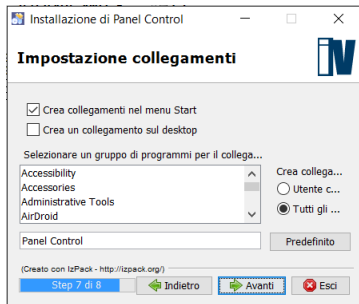 Installazione di Panel Control
Impostazione collegamenti
Crea collegamenti nel menu Start
Crea un collegamento sul desktop
Selezionare un gruppo di programmi per il collega...
Accessibility
Accessories
Administrative Tools
AirDroid
Crea collega...
Utente c...
Tutti gli ...
Panel Control
Predefinito
(Creato con IzPack - http://izpack.org/)
Step 7 di 8
Indietro
Avanti
Esci